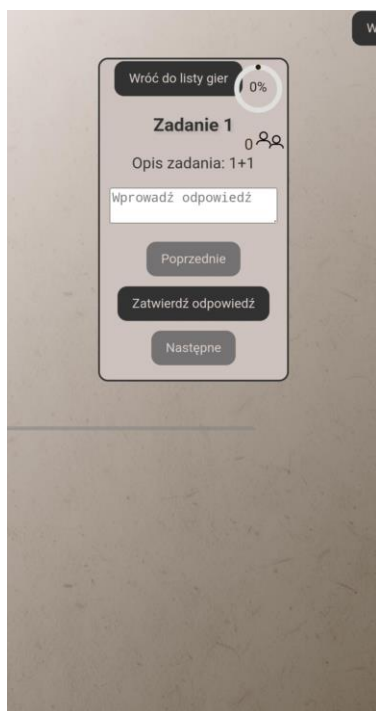 W
Wróć do listy gier
0%
Zadanie 1
0
Opis zadania: 1+1
Wprowadź odpowiedź
Poprzednie
Zatwierdź odpowiedź
Następne